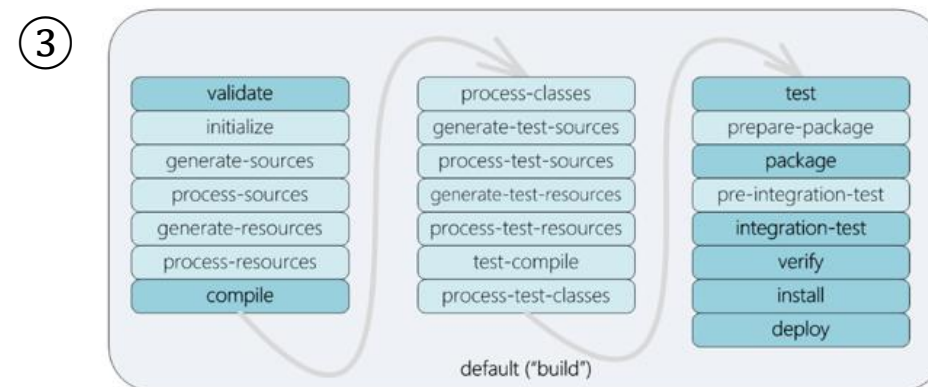 ③
validate
initialize
generate-sources
process-sources
generate-resources
process-resources
compile
process-classes
generate-test-sources
process-test-sources
generate-test-resources
process-test-resources
test-compile
process-test-classes
test
prepare-package
package
pre-integration-test
integration-test
verify
install
deploy
default ("build")